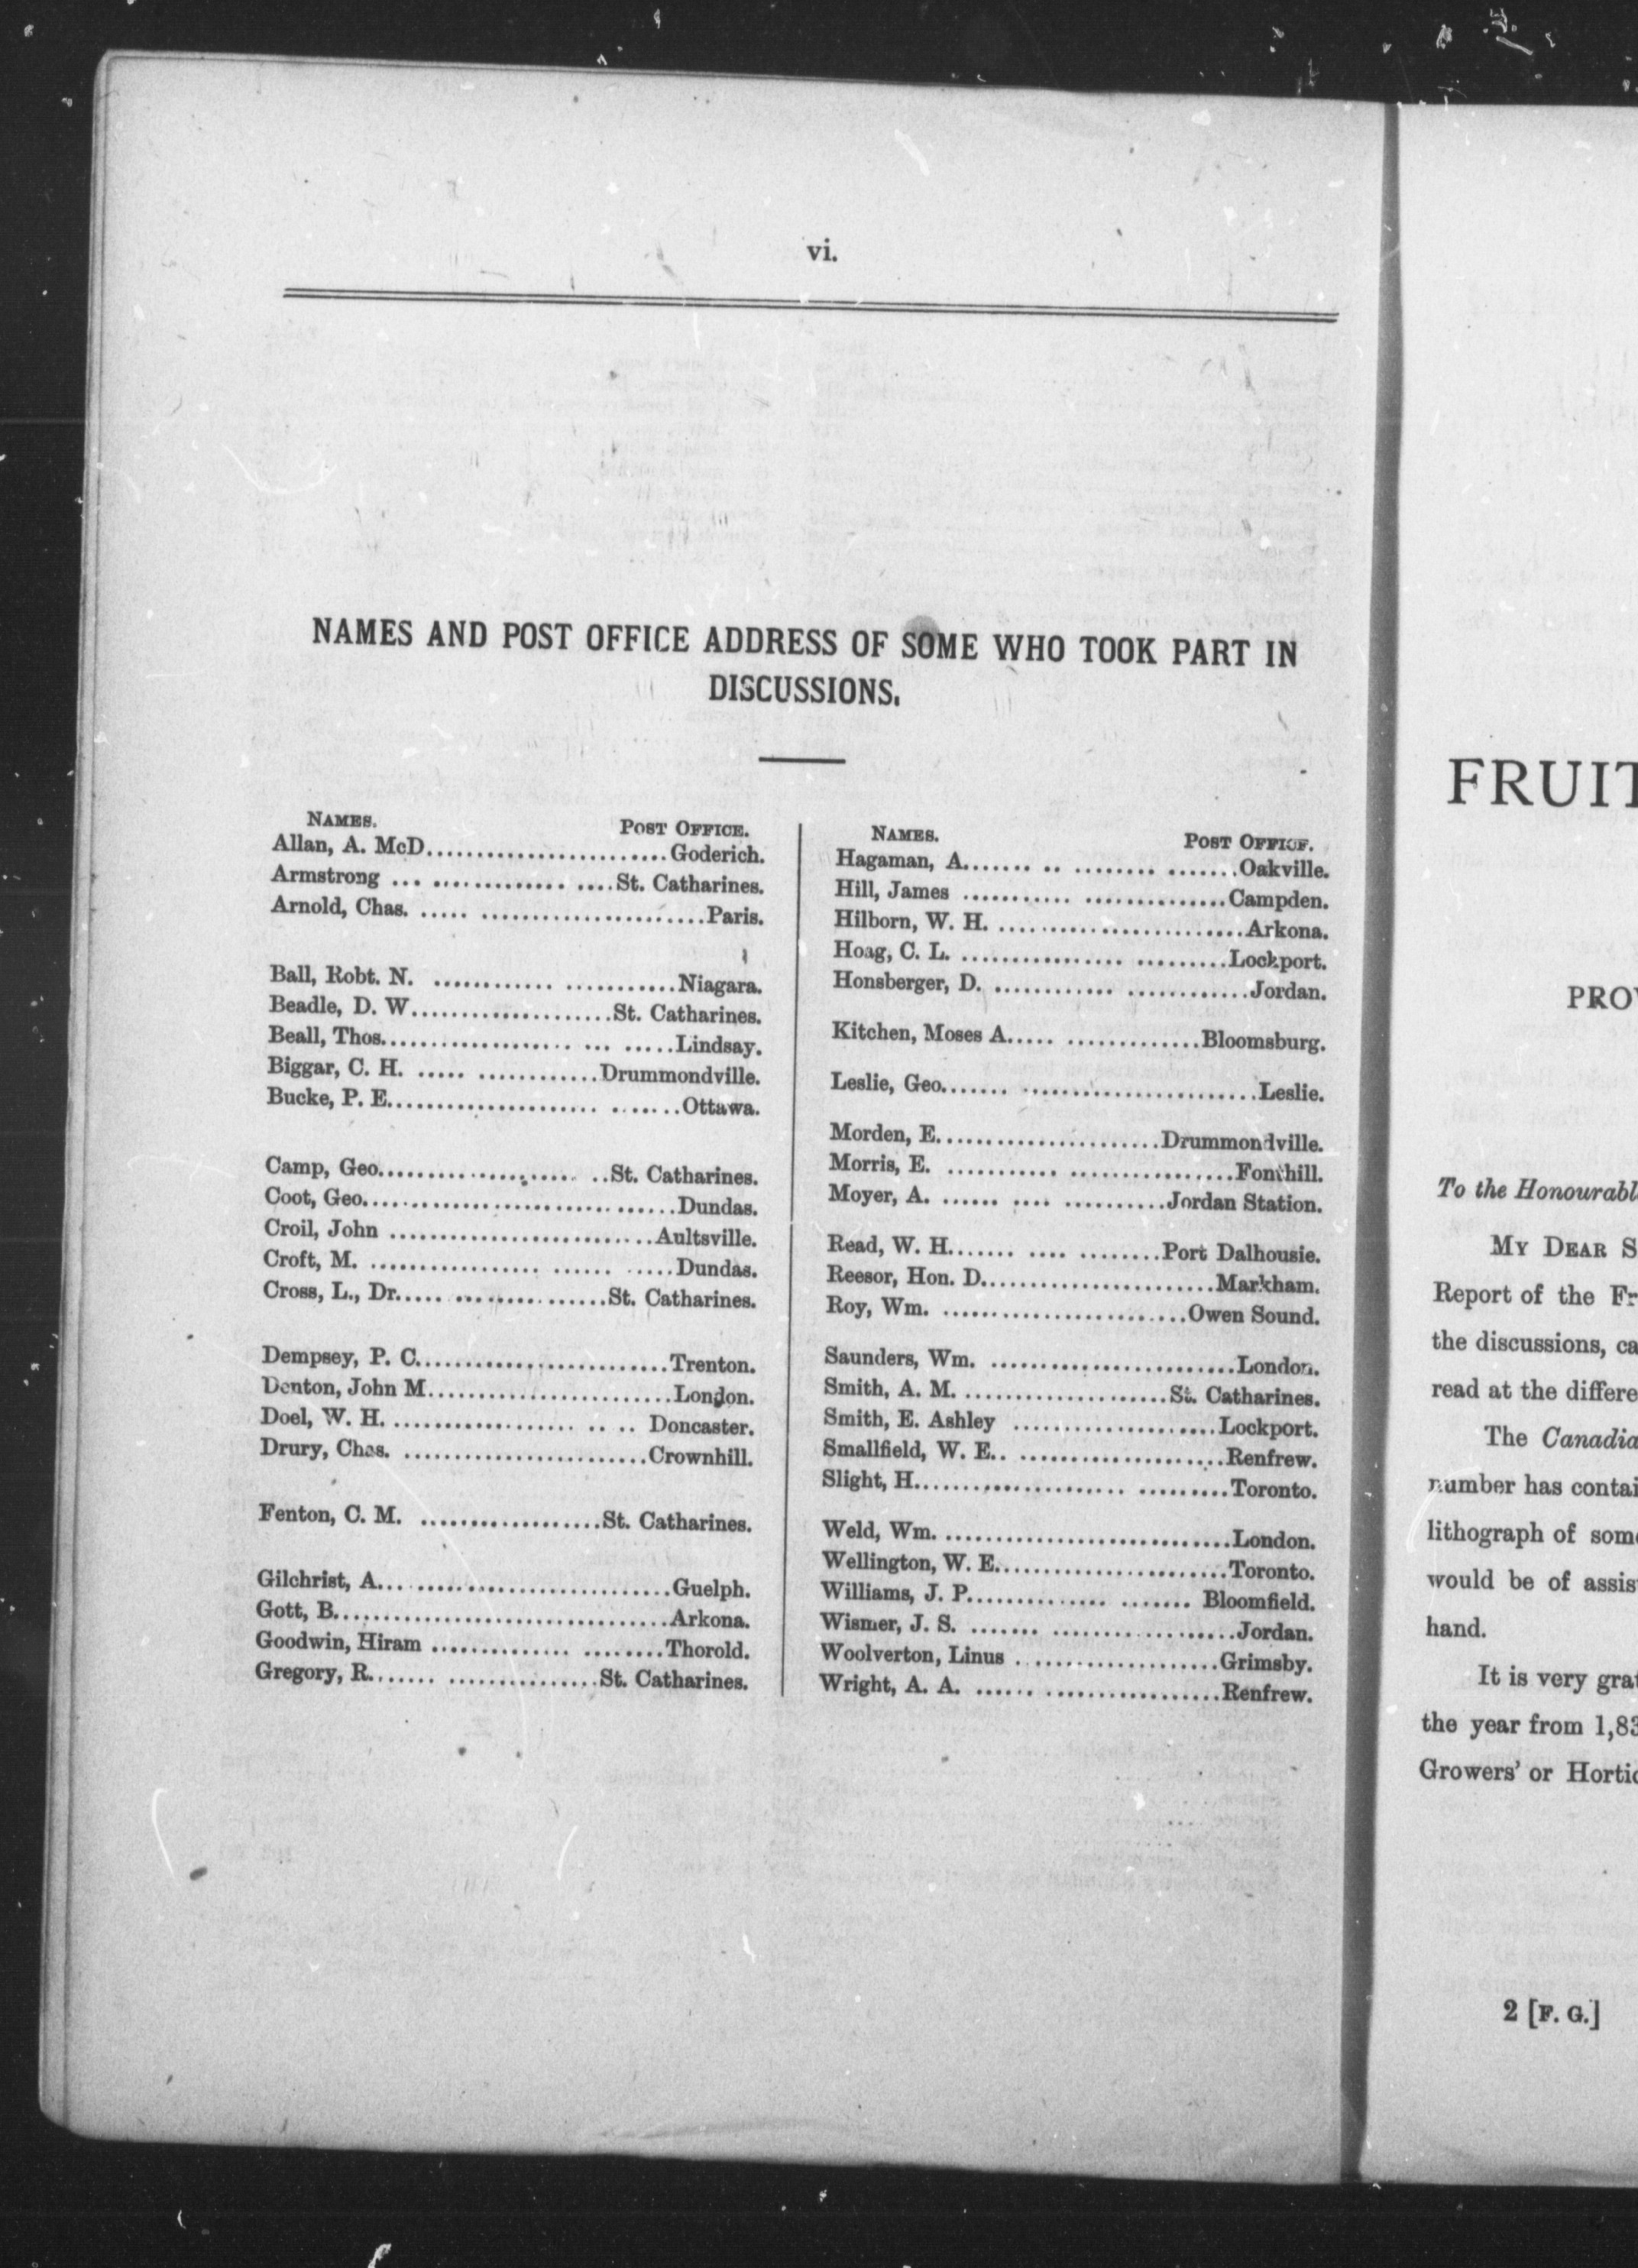 vi.
NAMES AND POST OFFICE ADDRESS OF SOME WHO TOOK PART IN
DISCUSSIONS.
NAMES. POST OFFICE.
Allan, A. McD........................Goderich.
Armstrong ... ............. ....St. Catharines.
Arnold, Chas. ..... ......................Paris.
Ball, Robt. N. ............ ...........Niagara.
Beadle, D. W....................St. Catharines.
Beall, Thos................... ... .....Lindsay.
Biggar, C. H. ..... ............Drummondville.
Bucke, P. E..................... .......Ottawa.
Camp, Geo.................... ..St. Catharines.
Coot, Geo......................... ......Dundas.
Croil, John ..........................Aultsville.
Croft, M. ................. ...... .....Dundas.
Cross, L., Dr..... ......... ......St. Catharines.
Dempsey, P. C.........................Trenton.
Denton, John M........................London.
Doel, W. H. .................. .. .. Doncaster.
Drury, Chas. ........................Crownhill.
Fenton, C. M. ..................St. Catharines.
Gilchrist, A... .........................Guelph.
Gott, B.................................Arkona.
Goodwin, Hiram .............. ........Thorold.
Gregory, R....... ...............St. Catharines.
NAMES. POST OFFICE.
Hagaman, A....... .. ........ .......Oakville.
Hill, James ........... ..............Campden.
Hilborn, W. H. ........................Arkona.
Hoag, C. L. ................ .........Lockport.
Honsberger, D. ............ ............Jordan.
Kitchen, Moses A..... .............Bloomsburg.
Leslie, Geo....... .......................Leslie.
Morden, E......................Drummondville.
Morris, E. ........... ................Fonthill.
Moyer, A. ...... .... ..........Jordan Station.
Read, W. H....... .... ........Port Dalhousie.
Reesor, Hon. D.......................Markham.
Roy, Wm. ........................Owen Sound.
Saunders, Wm. ........................London.
Smith, A. M. ....................St. Catharines.
Smith, E. Ashley ....................Lockport.
Smallfield, W. E.. ....................Renfrew.
Slight, H..................... .........Toronto.
Weld, Wm. ............................London.
Wellington, W. E.......................Toronto.
Williams, J. P.............. ....... Bloomfield.
Wismer, J. S. ....... ..................Jordan.
Woolverton, Linus . ...................Grimsby.
Wright, A. A. ...... .................Renfrew.
FRUIT
PROV
To the Honourable
MY DEAR S
Report of the Fr
the discussions, ca
read at the differe
The Canadia
number has contai
lithograph of some
would be of assis
hand.
It is very grat
the year from 1,83
Growers' or Hortic
2 [F. G.]